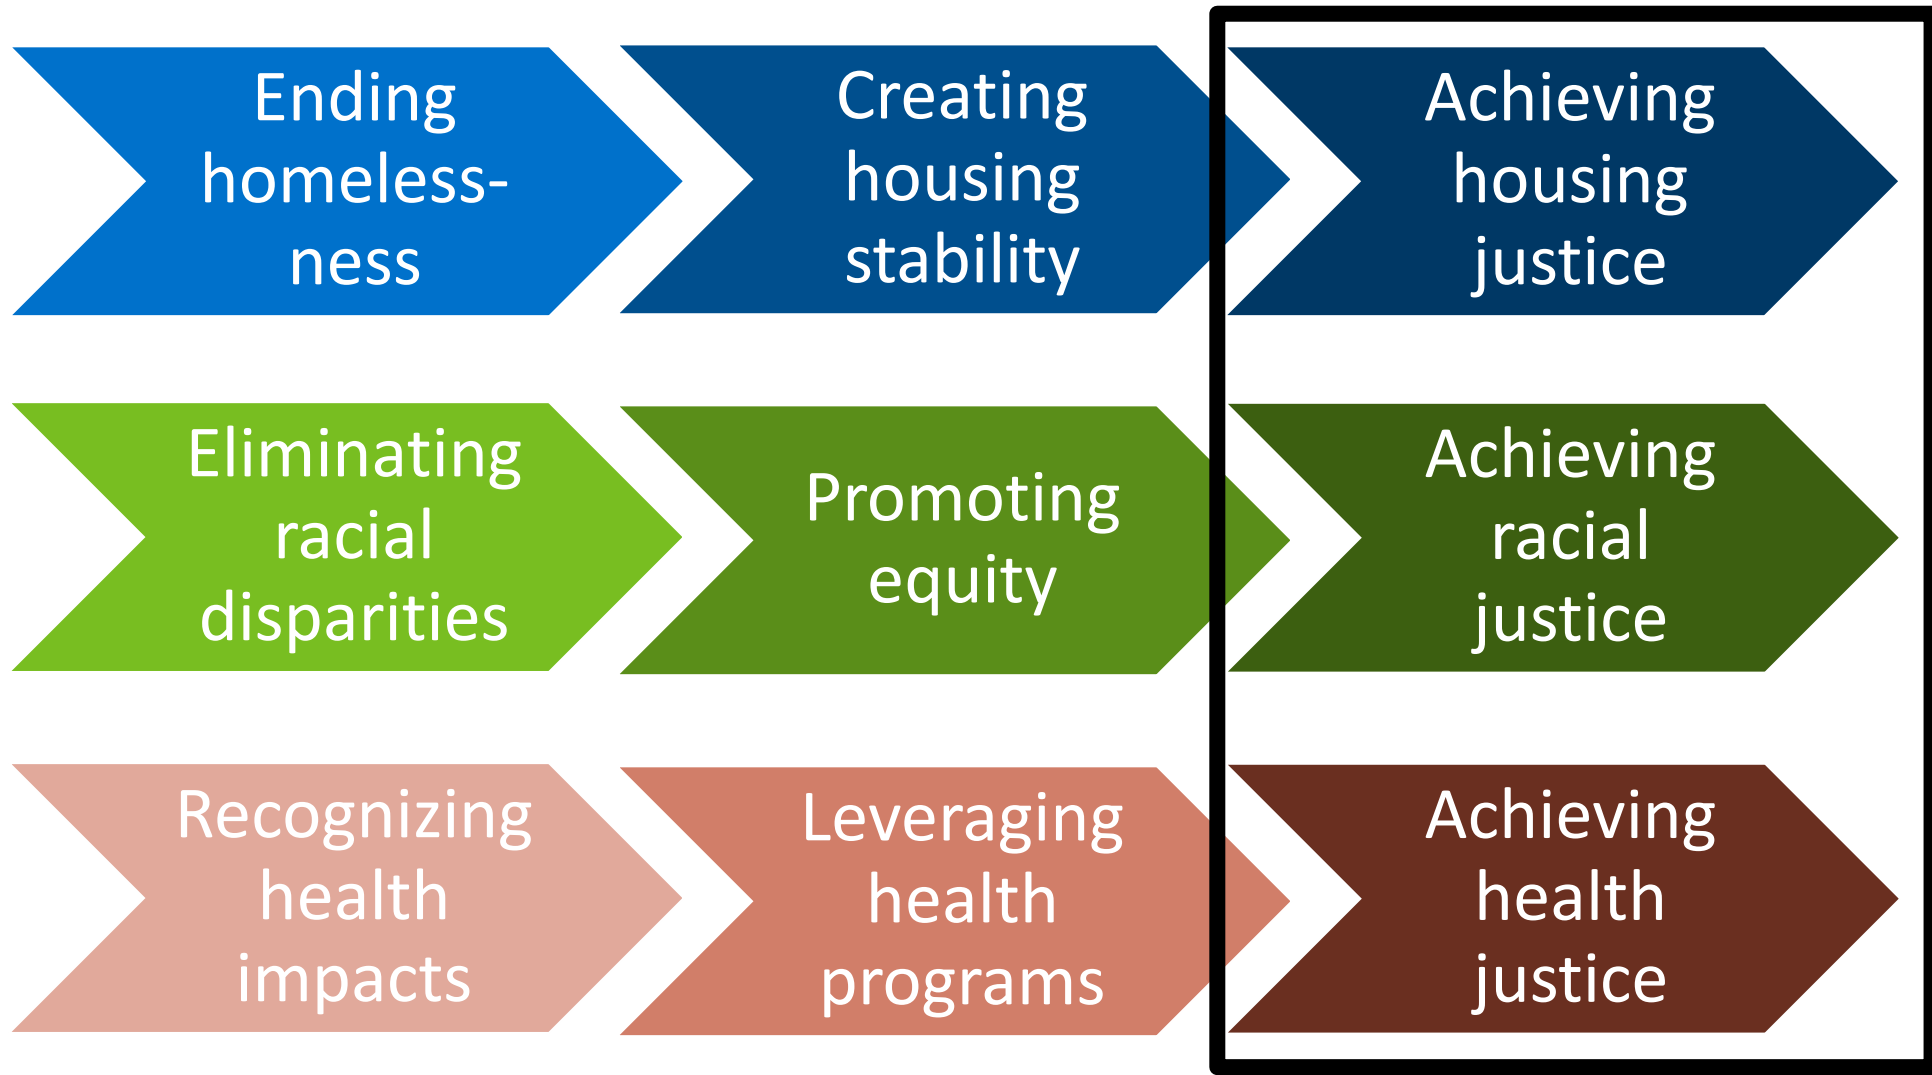 Ending
homeless-
ness
Creating
housing
stability
Achieving
housing
justice
Eliminating
racial
disparities
Promoting
equity
Achieving
racial
justice
Recognizing
health
impacts
Leveraging
health
programs
Achieving
health
justice